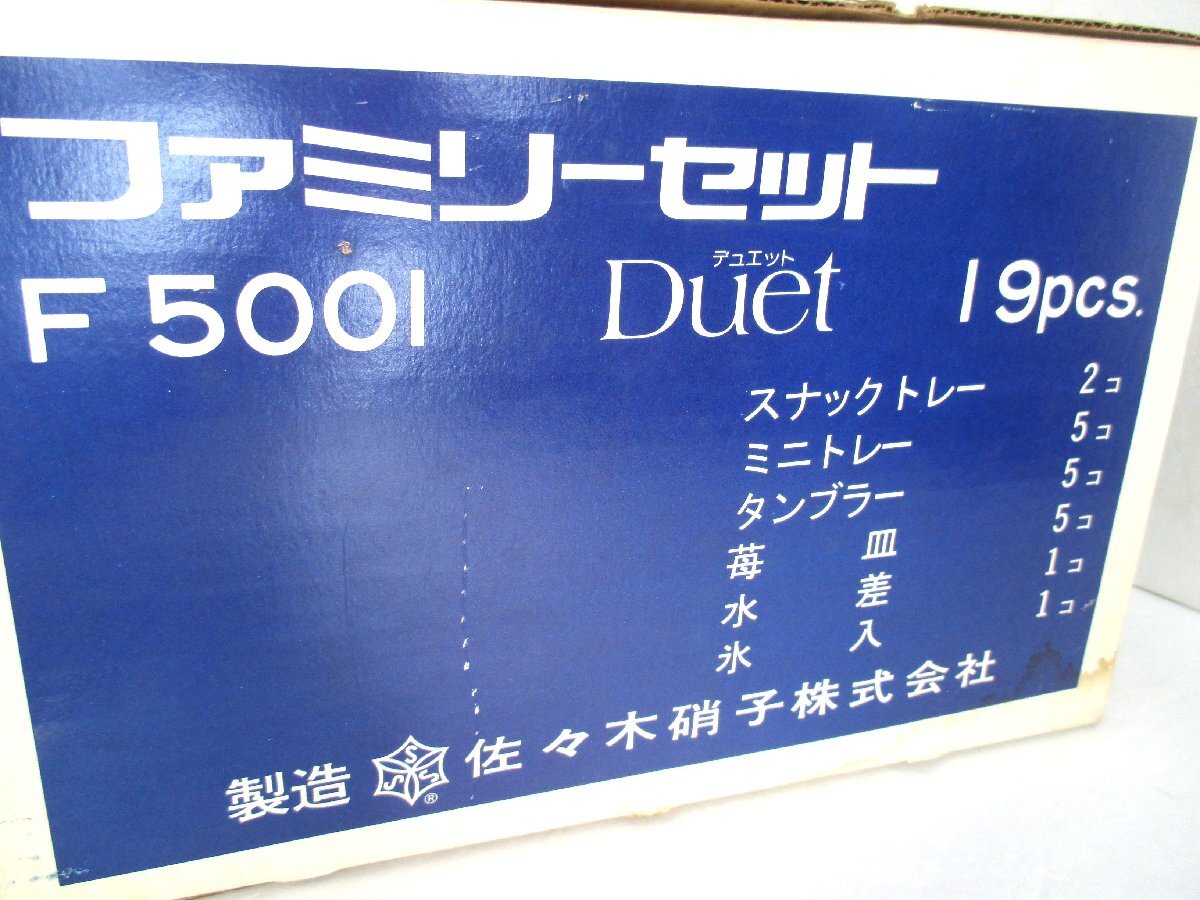 ファミリーセット
F 5001 Duet デュエット 19pcs.
スナックトレー 2コ
ミニトレー 5コ
タンブラー 5コ
苺皿 5コ
水差 1コ
氷入 1コ
製造 SSS® 佐々木硝子株式会社